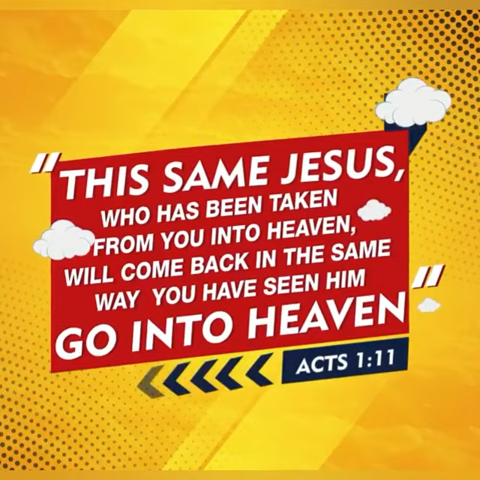 "THIS SAME JESUS,
WHO HAS BEEN TAKEN
FROM YOU INTO HEAVEN,
WILL COME BACK IN THE SAME
WAY YOU HAVE SEEN HIM
GO INTO HEAVEN"
ACTS 1:11